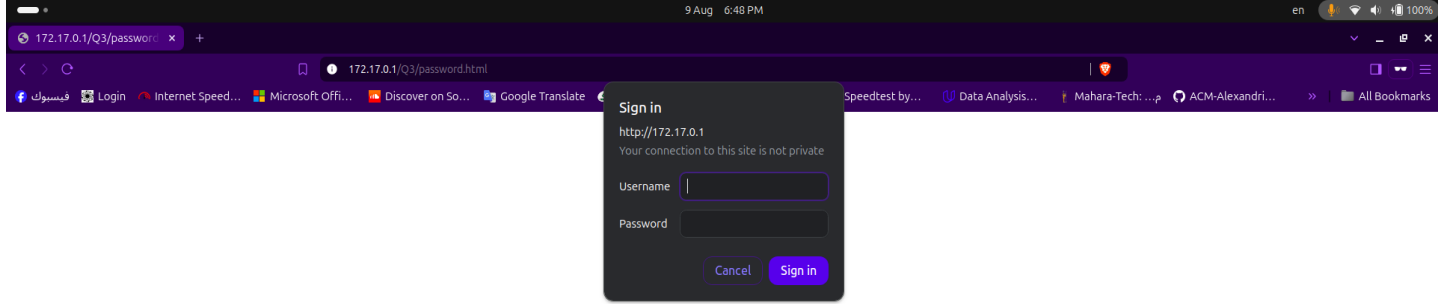 9 Aug 6:48 PM
en
100%
172.17.0.1/Q3/password
172.17.0.1/Q3/password.html
فيسبوك
Login
Internet Speed...
Microsoft Offi...
Discover on So...
Google Translate
Speedtest by...
Data Analysis...
Mahara-Tech: ...م
ACM-Alexandri...
»
All Bookmarks
Sign in
http://172.17.0.1
Your connection to this site is not private
Username
Password
Cancel
Sign in